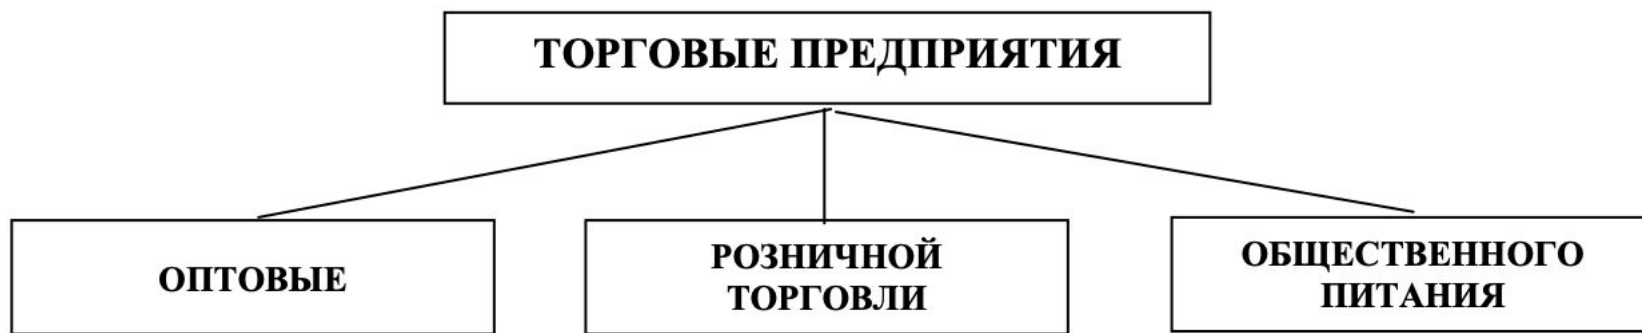 ТОРГОВЫЕ ПРЕДПРИЯТИЯ
ОПТОВЫЕ
РОЗНИЧНОЙ
ТОРГОВЛИ
ОБЩЕСТВЕННОГО
ПИТАНИЯ